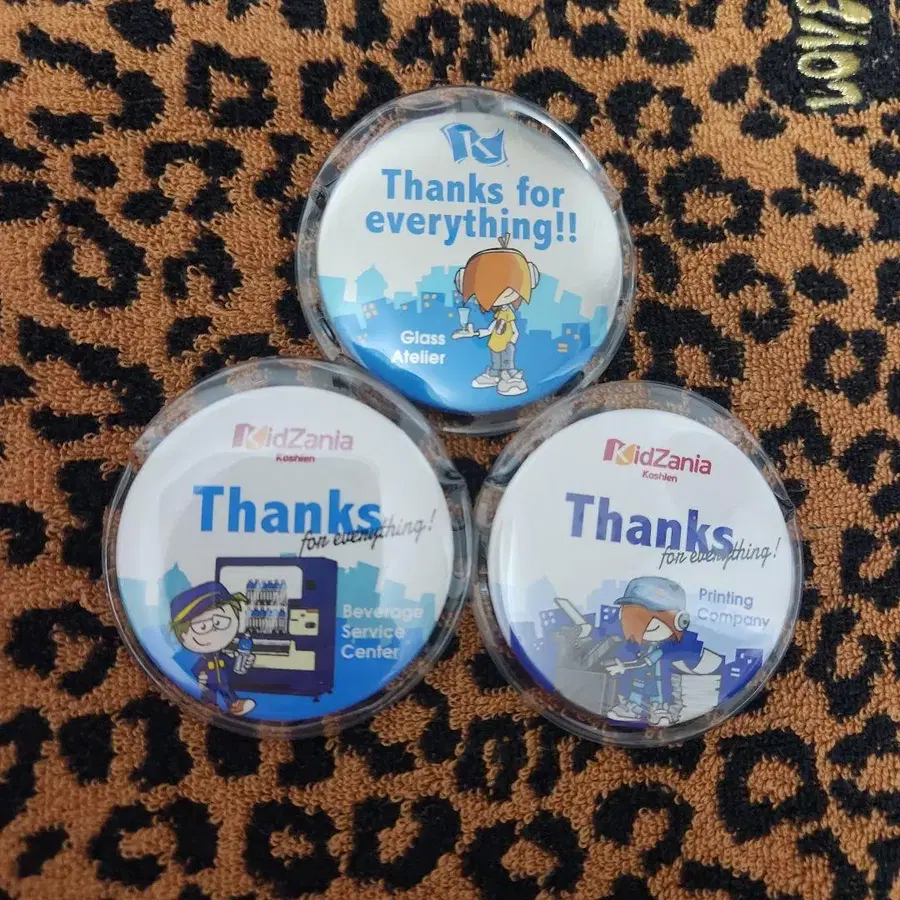 LOVE
K
Thanks for
everything!!
Glass
Atelier
KidZania
Koshien
Thanks
for everything!
Beverage
Service
Center
KidZania
Koshien
Thanks
for everything!
Printing
Company